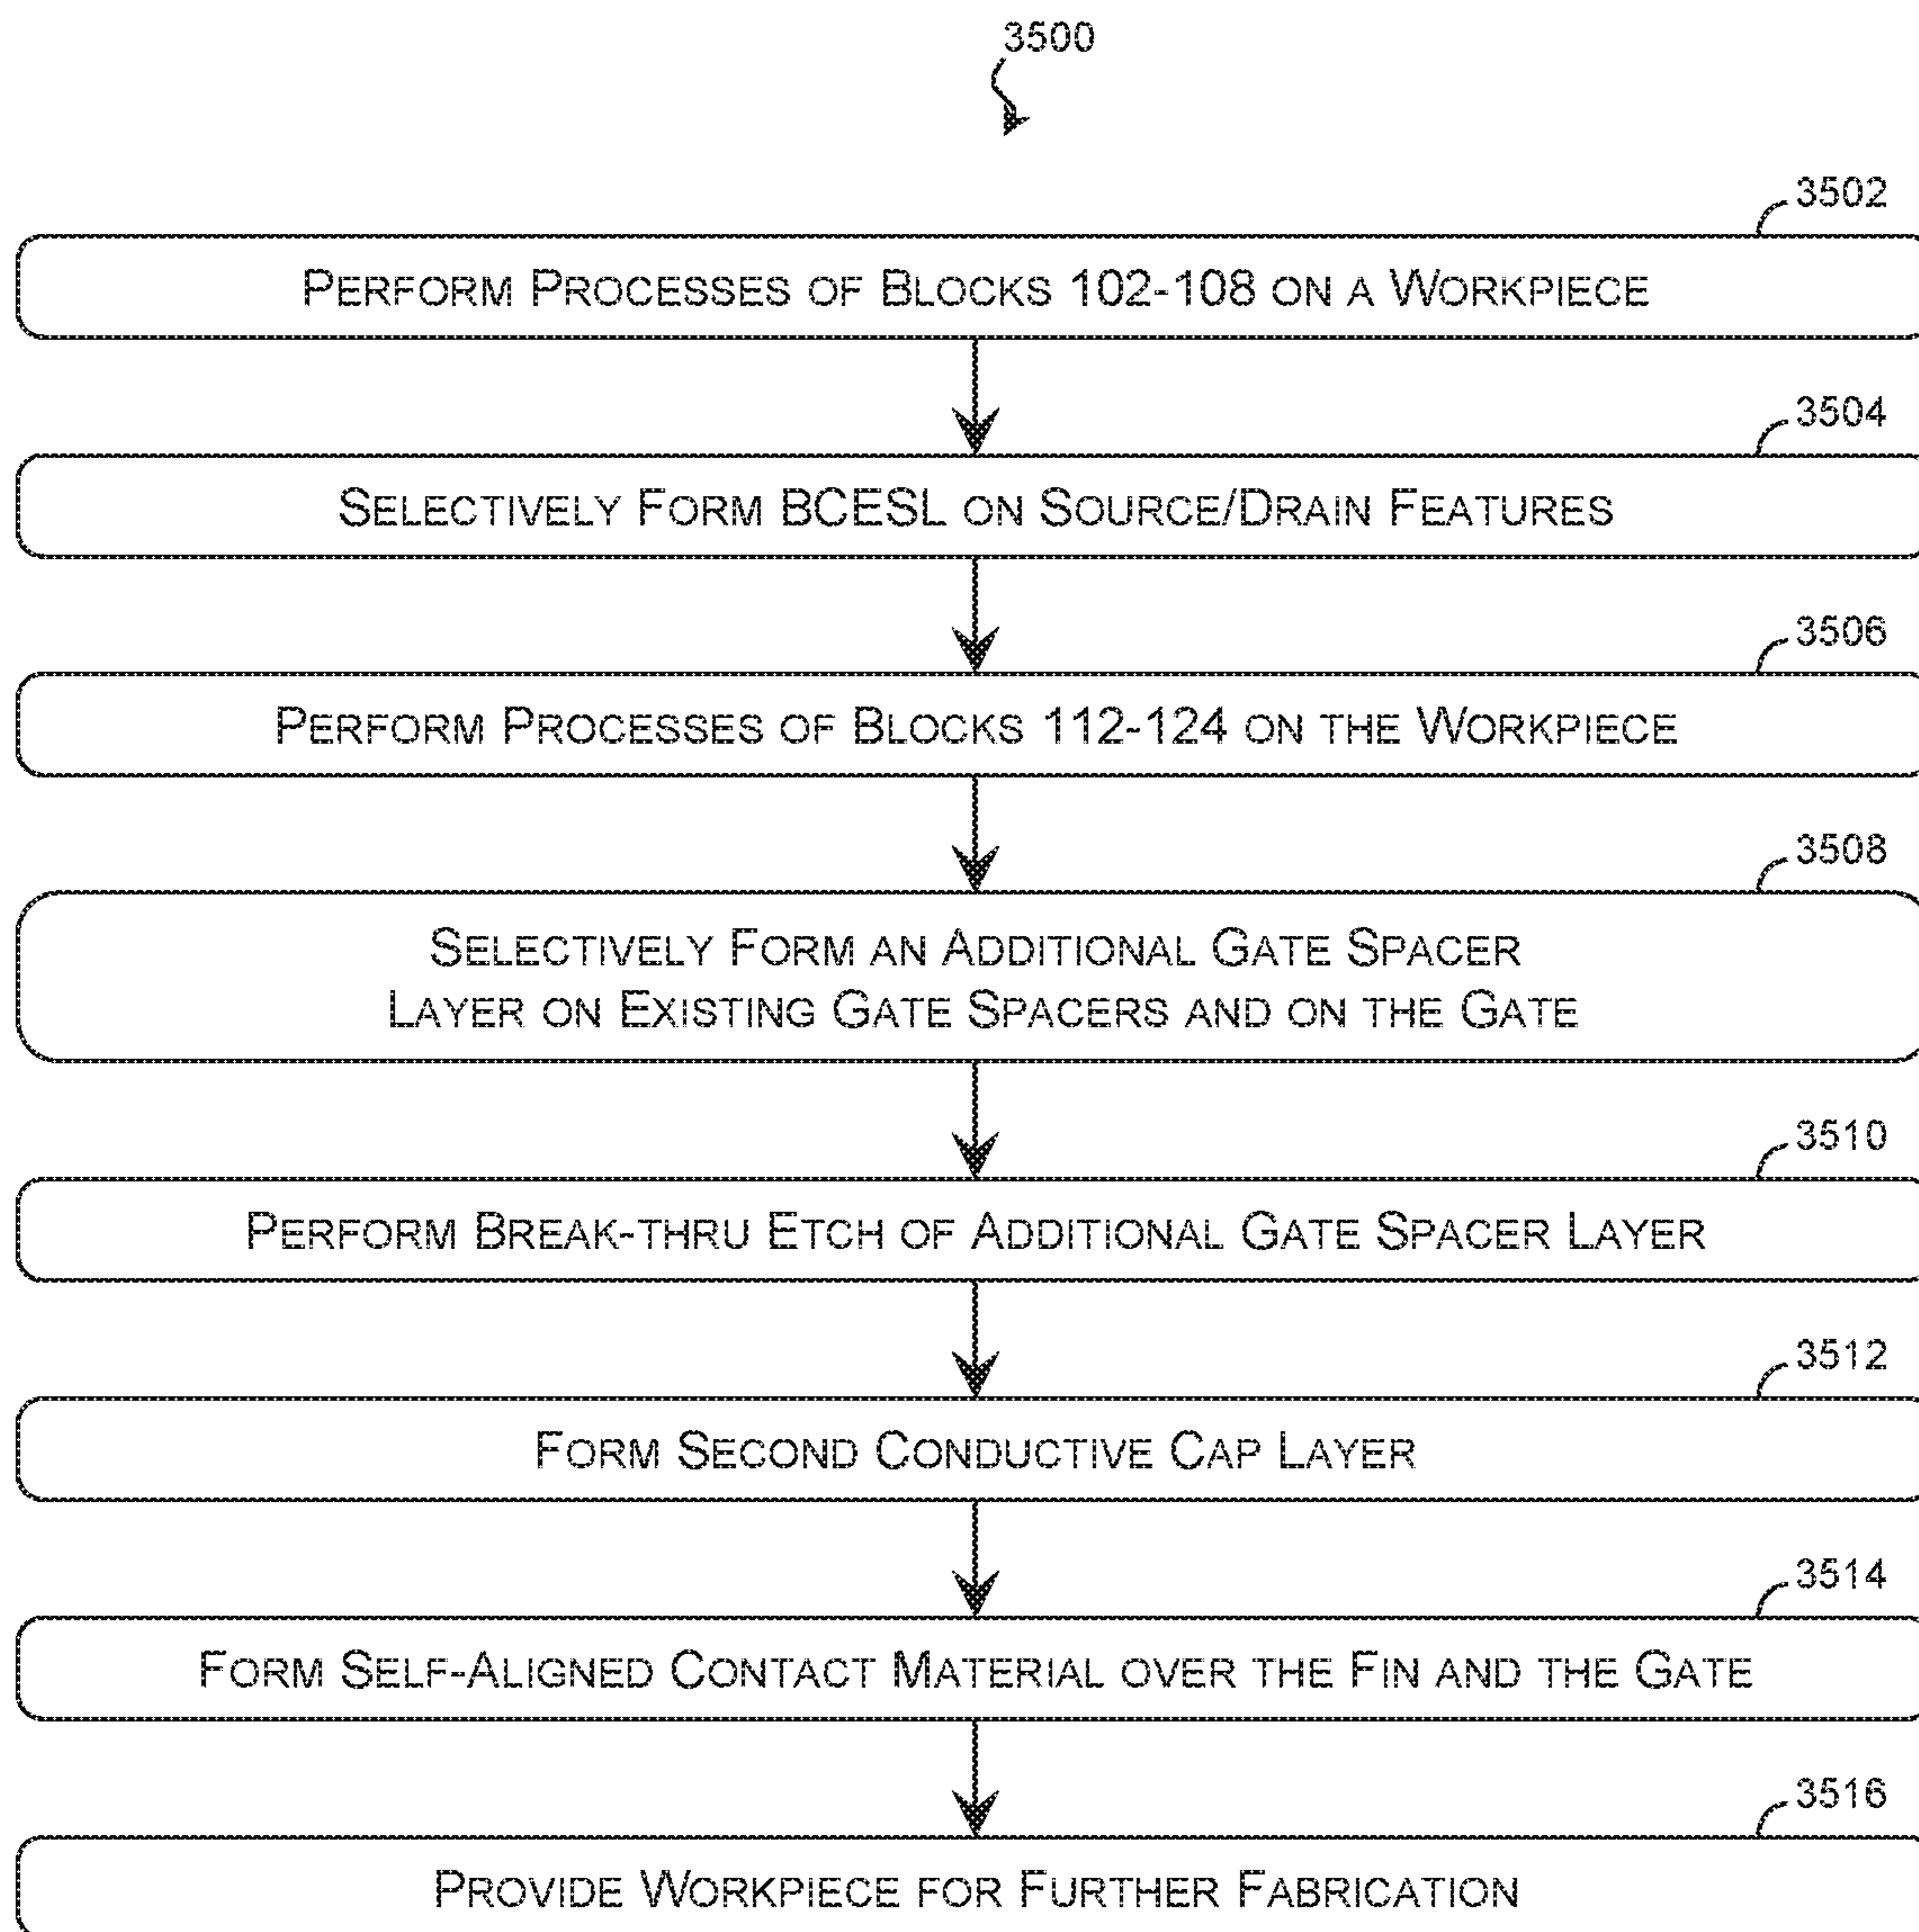 3500
3502
PERFORM PROCESSES OF BLOCKS 102-108 ON A WORKPIECE
3504
SELECTIVELY FORM BCESL ON SOURCE/DRAIN FEATURES
3506
PERFORM PROCESSES OF BLOCKS 112-124 ON THE WORKPIECE
3508
SELECTIVELY FORM AN ADDITIONAL GATE SPACER
LAYER ON EXISTING GATE SPACERS AND ON THE GATE
3510
PERFORM BREAK-THRU ETCH OF ADDITIONAL GATE SPACER LAYER
3512
FORM SECOND CONDUCTIVE CAP LAYER
3514
FORM SELF-ALIGNED CONTACT MATERIAL OVER THE FIN AND THE GATE
3516
PROVIDE WORKPIECE FOR FURTHER FABRICATION